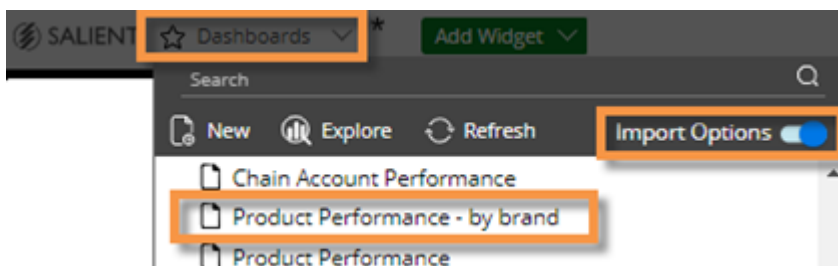 SALIENT Dashboards * Add Widget
Search
New Explore Refresh Import Options
Chain Account Performance
Product Performance - by brand
Product Performance